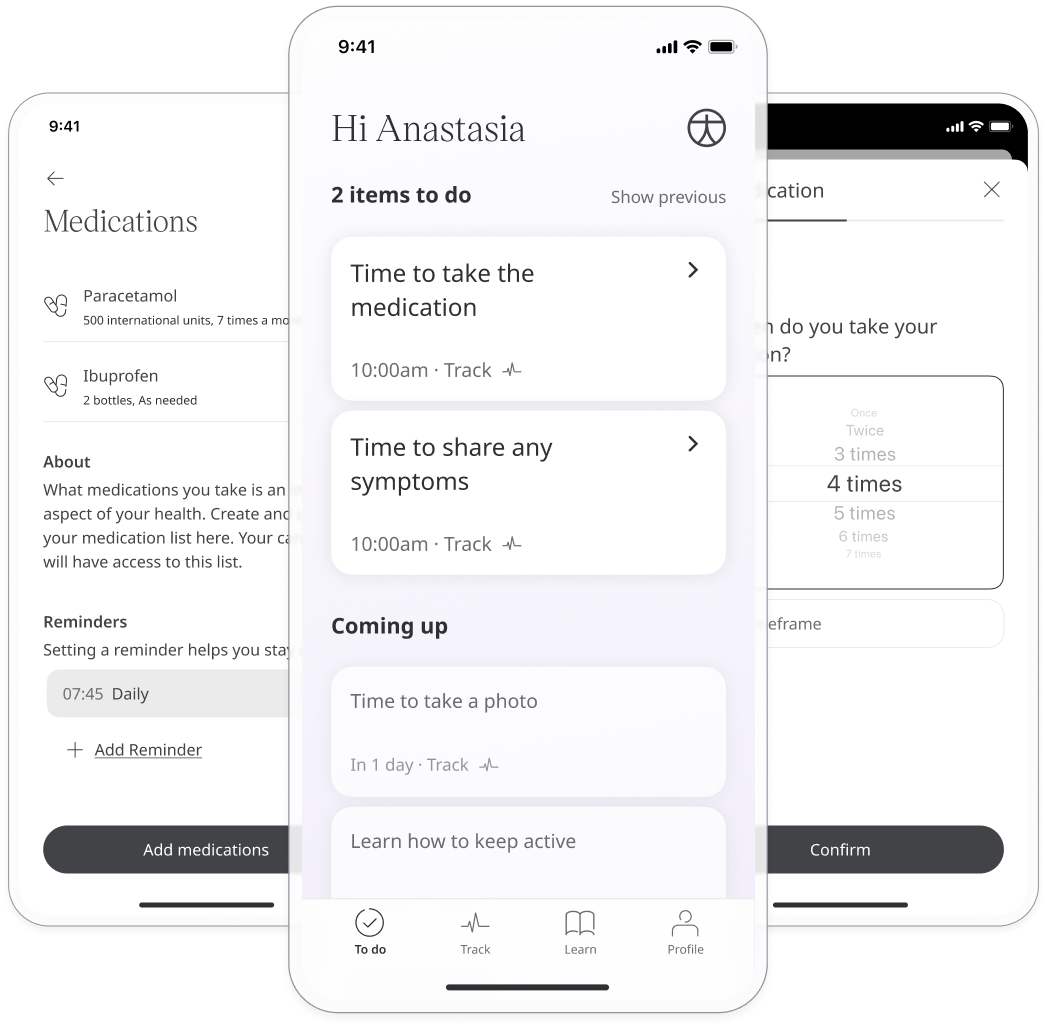 9:41
Medications
Paracetamol
500 international units, 7 times a mo
Ibuprofen
2 bottles, As needed
About
What medications you take is an
aspect of your health. Create and
your medication list here. Your ca
will have access to this list.
Reminders
Setting a reminder helps you stay
07:45 Daily
Add Reminder
Add medications
9:41
Hi Anastasia
2 items to do
Show previous
Time to take the
medication
10:00am · Track
Time to share any
symptoms
10:00am · Track
Coming up
Time to take a photo
In 1 day · Track
Learn how to keep active
To do
Track
Learn
Profile
cation
n do you take your
on?
Once
Twice
3 times
4 times
5 times
6 times
7 times
eframe
Confirm